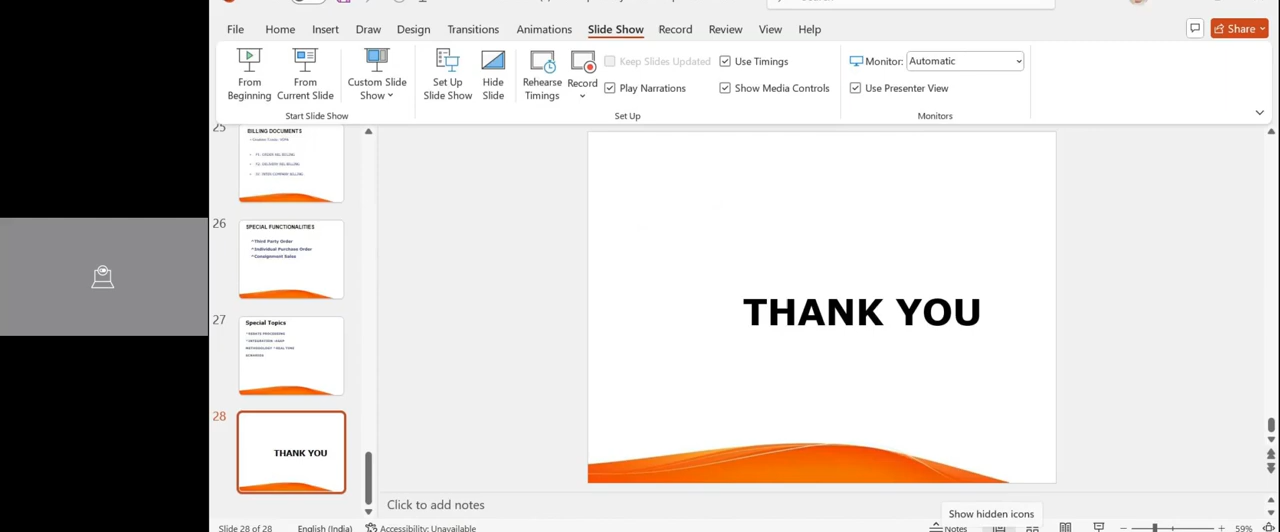 File Home Insert Draw Design Transitions Animations Slide Show Record Review View Help Share
From Beginning
From Current Slide
Custom Slide Show
Set Up Slide Show
Hide Slide
Rehearse Timings
Record
Keep Slides Updated
Use Timings
Play Narrations
Show Media Controls
Monitor: Automatic
Use Presenter View
Start Slide Show
Set Up
Monitors
25
BILLING DOCUMENTS
26
SPECIAL FUNCTIONALITIES
*Third Party Order
*Individual Purchase Order
*Consignment Sales
27
Special Topics
28
THANK YOU
THANK YOU
Click to add notes
Show hidden icons
Slide 28 of 28
English (India)
Accessibility: Unavailable
Notes
59%